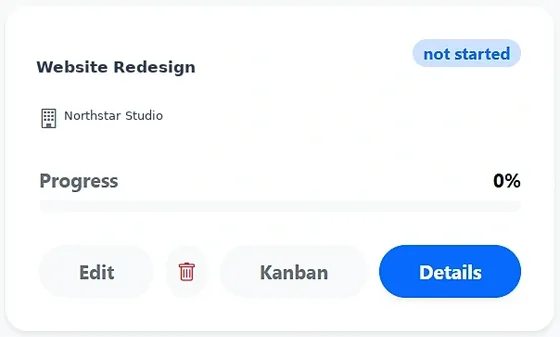 not started
Website Redesign
Northstar Studio
Progress 0%
Edit Kanban Details